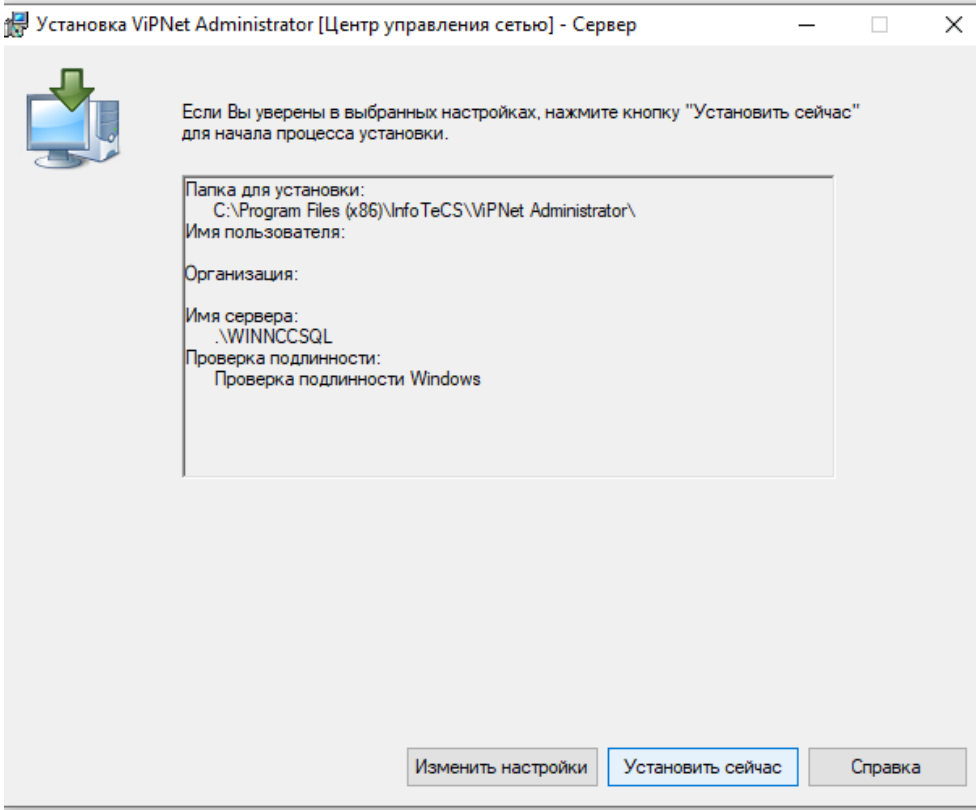 Установка ViPNet Administrator [Центр управления сетью] - Сервер
Если Вы уверены в выбранных настройках, нажмите кнопку "Установить сейчас"
для начала процесса установки.
Папка для установки:
C:\Program Files (x86)\InfoTeCS\ViPNet Administrator\
Имя пользователя:
Организация:
Имя сервера:
.\WINNCCSQL
Проверка подлинности:
Проверка подлинности Windows
Изменить настройки
Установить сейчас
Справка